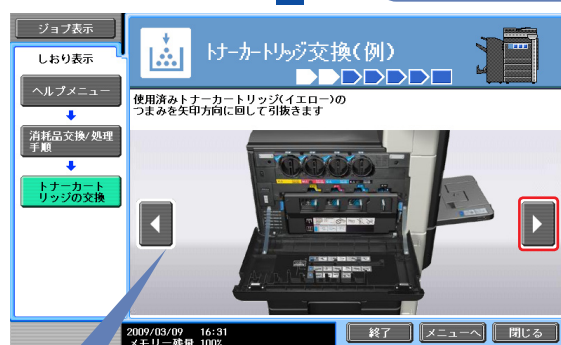 ジョブ表示
しおり表示
ヘルプメニュー
消耗品交換/処理
手順
トナーカート
リッジの交換
トナーカートリッジ交換(例)
使用済みトナーカートリッジ(イエロー)の
つまみを矢印方向に回して引抜きます
2009/03/09 16:31
メモリー残量 100%
終了
メニューへ
閉じる